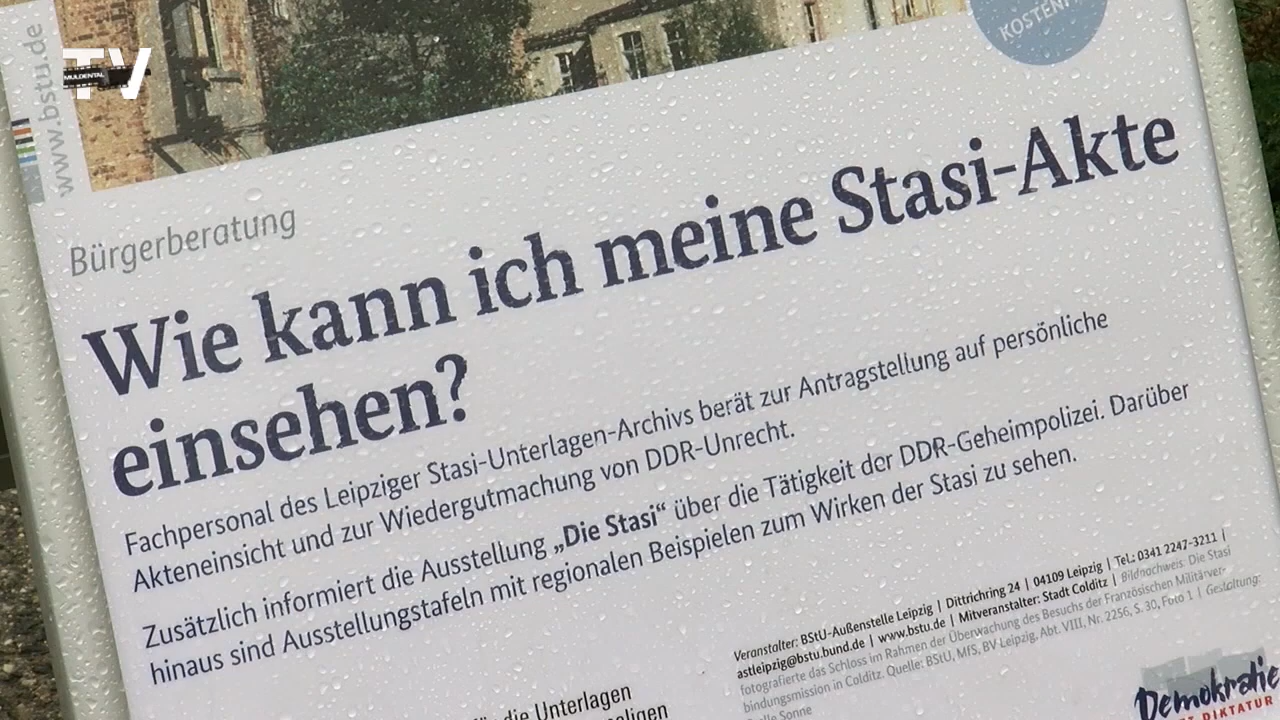 TV
MULDENTAL
www.bstu.de
Bürgerberatung
Wie kann ich meine Stasi-Akte
einsehen?
Fachpersonal des Leipziger Stasi-Unterlagen-Archivs berät zur Antragstellung auf persönliche
Akteneinsicht und zur Wiedergutmachung von DDR-Unrecht.
Zusätzlich informiert die Ausstellung „Die Stasi“ über die Tätigkeit der DDR-Geheimpolizei. Darüber
hinaus sind Ausstellungstafeln mit regionalen Beispielen zum Wirken der Stasi zu sehen.
Veranstalter: BStU-Außenstelle Leipzig | Dittrichring 24 | 04109 Leipzig | Tel.: 0341 2247-3211 |
astleipzig@bstu.bund.de | www.bstu.de | Mitveranstalter: Stadt Colditz | Bildnachweis: Die Stasi
fotografierte das Schloss im Rahmen der Überwachung des Besuchs der Französischen Militärver-
bindungsmission in Colditz. Quelle: BStU, MfS, BV-Leipzig, Abt. VIII, Nr. 2256, S. 30, Foto 1 | Gestaltung:
Sonne
die Unterlagen
Demokratie
DIKTATUR